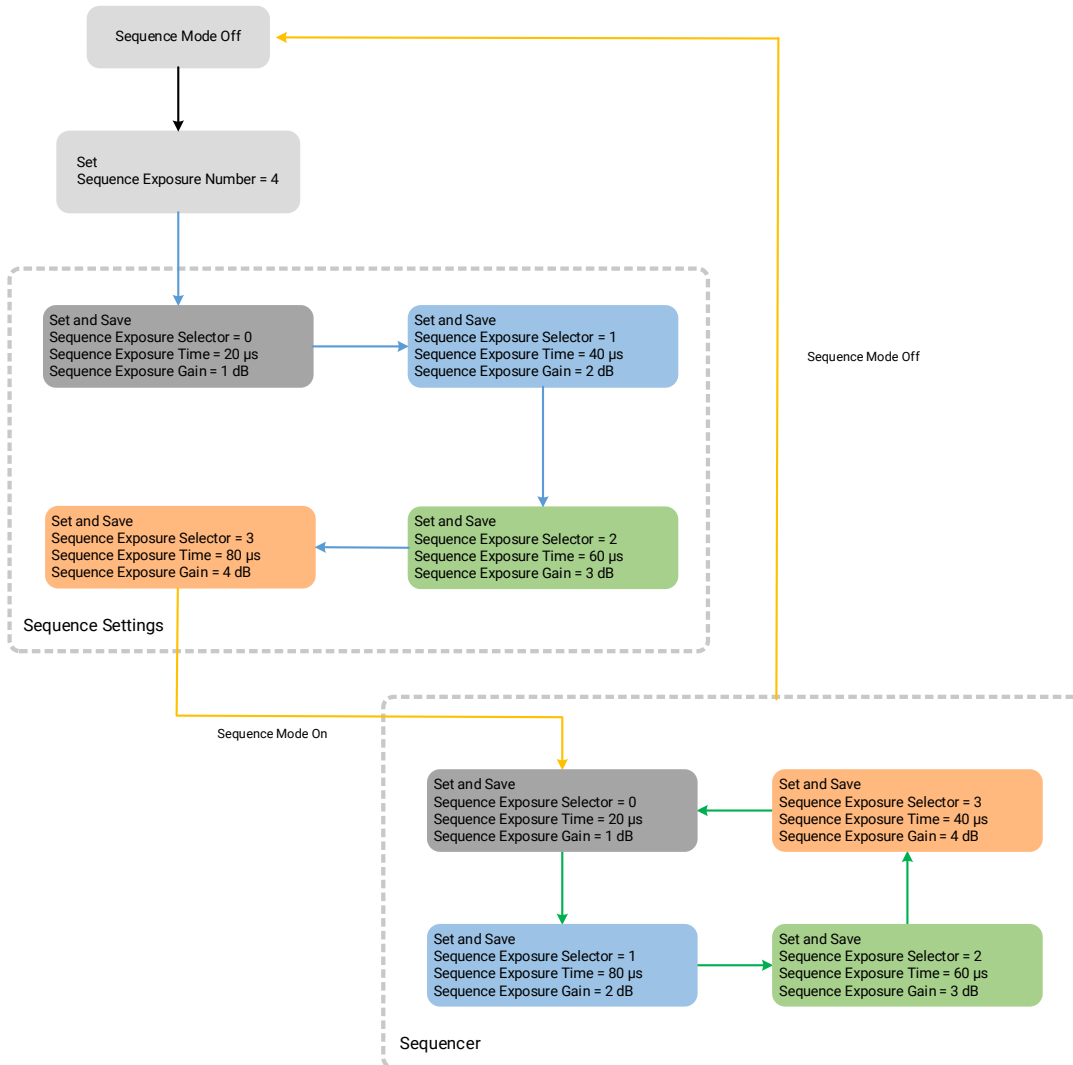 Sequence Mode Off
Set
Sequence Exposure Number = 4
Set and Save
Sequence Exposure Selector = 0
Sequence Exposure Time = 20 µs
Sequence Exposure Gain = 1 dB
Set and Save
Sequence Exposure Selector = 1
Sequence Exposure Time = 40 µs
Sequence Exposure Gain = 2 dB
Sequence Mode Off
Set and Save
Sequence Exposure Selector = 3
Sequence Exposure Time = 80 µs
Sequence Exposure Gain = 4 dB
Set and Save
Sequence Exposure Selector = 2
Sequence Exposure Time = 60 µs
Sequence Exposure Gain = 3 dB
Sequence Settings
Sequence Mode On
Set and Save
Sequence Exposure Selector = 0
Sequence Exposure Time = 20 µs
Sequence Exposure Gain = 1 dB
Set and Save
Sequence Exposure Selector = 3
Sequence Exposure Time = 40 µs
Sequence Exposure Gain = 4 dB
Set and Save
Sequence Exposure Selector = 1
Sequence Exposure Time = 80 µs
Sequence Exposure Gain = 2 dB
Set and Save
Sequence Exposure Selector = 2
Sequence Exposure Time = 60 µs
Sequence Exposure Gain = 3 dB
Sequencer